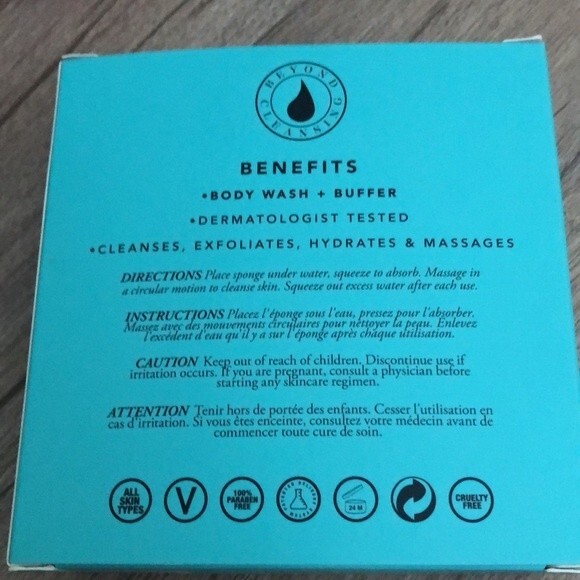 BEYOND CLEANSING
BENEFITS
•BODY WASH + BUFFER
•DERMATOLOGIST TESTED
•CLEANSES, EXFOLIATES, HYDRATES & MASSAGES
DIRECTIONS Place sponge under water, squeeze to absorb. Massage in
a circular motion to cleanse skin. Squeeze out excess water after each use.
INSTRUCTIONS Placez l'éponge sous l'eau, pressez pour l'absorber.
Massez avec des mouvements circulaires pour nettoyer la peau. Enlevez
l'excédent d'eau qu'il y a sur l'éponge après chaque utilisation.
CAUTION Keep out of reach of children. Discontinue use if
irritation occurs. If you are pregnant, consult a physician before
starting any skincare regimen.
ATTENTION Tenir hors de portée des enfants. Cesser l'utilisation en
cas d'irritation. Si vous êtes enceinte, consultez votre médecin avant de
commencer toute cure de soin.
ALL
SKIN
TYPES
V
100%
PARABEN
FREE
PATENTED DELIVERY SYSTEM
24 M
CRUELTY
FREE